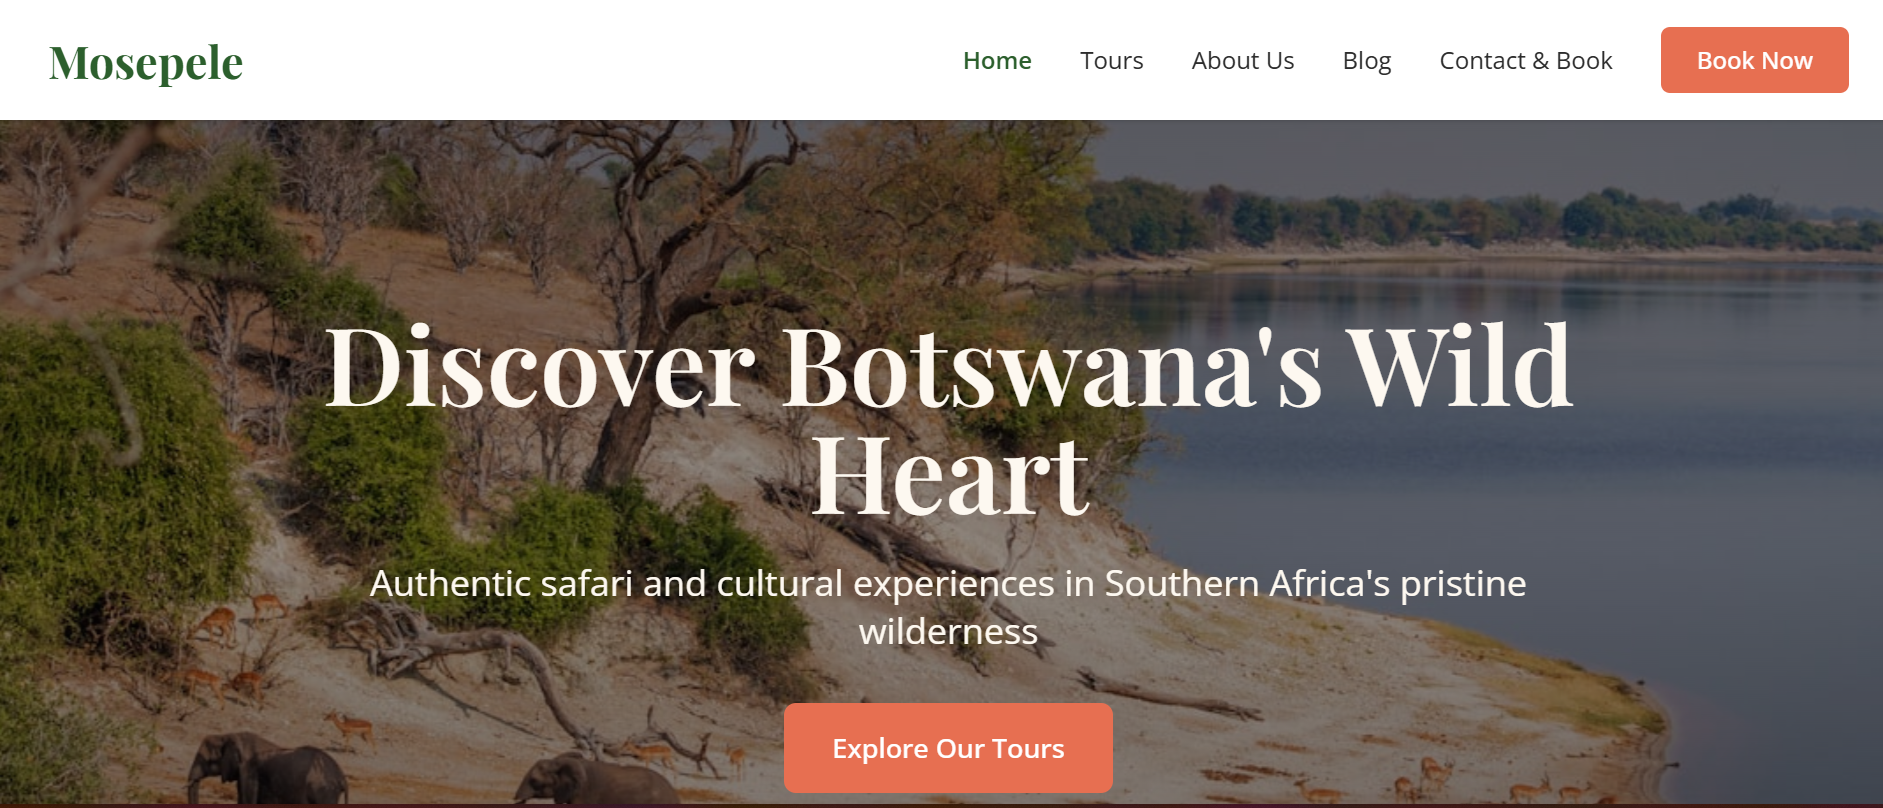 Mosepele
Home
Tours
About Us
Blog
Contact & Book
Book Now
Discover Botswana's Wild
Heart
Authentic safari and cultural experiences in Southern Africa's pristine
wilderness
Explore Our Tours